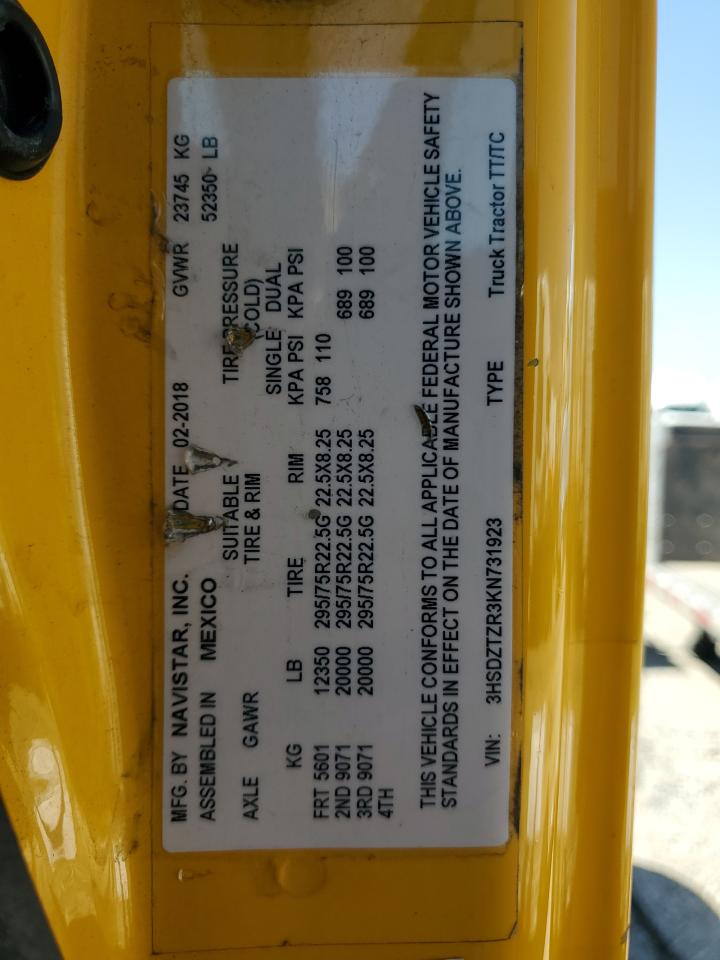 MFG. BY NAVISTAR, INC. DATE 02-2018 GVWR 23745 KG
ASSEMBLED IN MEXICO 52350 LB
SUITABLE TIRE PRESSURE
AXLE GAWR TIRE & RIM (COLD)
SINGLE DUAL
KG LB TIRE RIM KPA PSI KPA PSI
FRT 5601 12350 295/75R22.5G 22.5X8.25 758 110
2ND 9071 20000 295/75R22.5G 22.5X8.25 689 100
3RD 9071 20000 295/75R22.5G 22.5X8.25 689 100
4TH
THIS VEHICLE CONFORMS TO ALL APPLICABLE FEDERAL MOTOR VEHICLE SAFETY
STANDARDS IN EFFECT ON THE DATE OF MANUFACTURE SHOWN ABOVE.
VIN: 3HSDZTZR3KN731923 TYPE Truck Tractor TT/TC